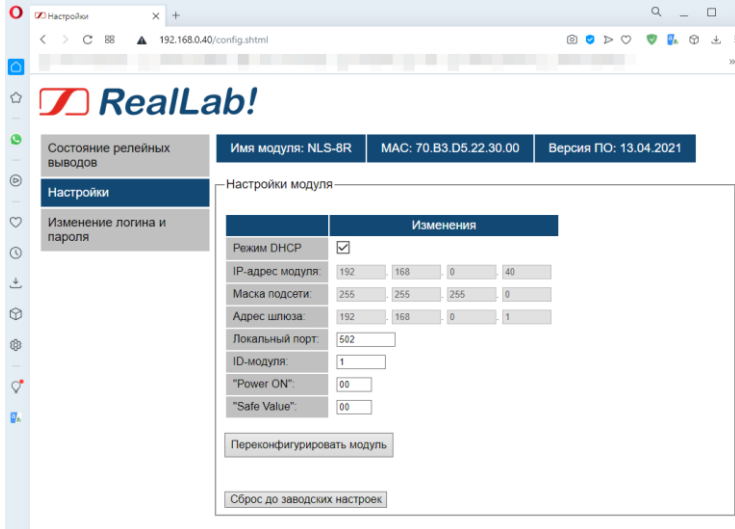 Настройки
192.168.0.40/config.shtml
RealLab!
Состояние релейных
выводов
Настройки
Изменение логина и
пароля
Имя модуля: NLS-8R
MAC: 70.B3.D5.22.30.00
Версия ПО: 13.04.2021
Настройки модуля
Изменения
Режим DHCP
IP-адрес модуля: 192 . 168 . 0 . 40
Маска подсети: 255 . 255 . 255 . 0
Адрес шлюза: 192 . 168 . 0 . 1
Локальный порт: 502
ID-модуля: 1
"Power ON": 00
"Safe Value": 00
Переконфигурировать модуль
Сброс до заводских настроек